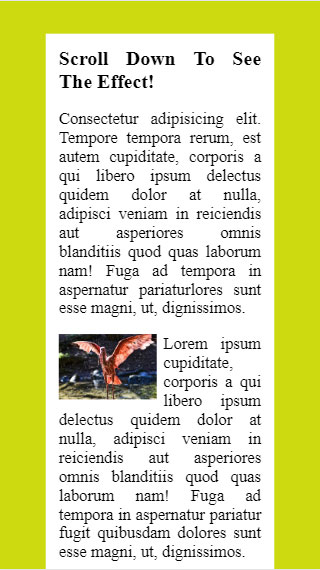 Scroll Down To See
The Effect!
Consectetur adipisicing elit.
Tempore tempora rerum, est
autem cupiditate, corporis a
qui libero ipsum delectus
quidem dolor at nulla,
adipisci veniam in reiciendis
aut asperiores omnis
blanditiis quod quas laborum
nam! Fuga ad tempora in
aspernatur pariaturlores sunt
esse magni, ut, dignissimos.
Lorem ipsum
cupiditate,
corporis a qui
libero ipsum
delectus quidem dolor at
nulla, adipisci veniam in
reiciendis aut asperiores
omnis blanditiis quod quas
laborum nam! Fuga ad
tempora in aspernatur pariatur
fugit quibusdam dolores sunt
esse magni, ut, dignissimos.